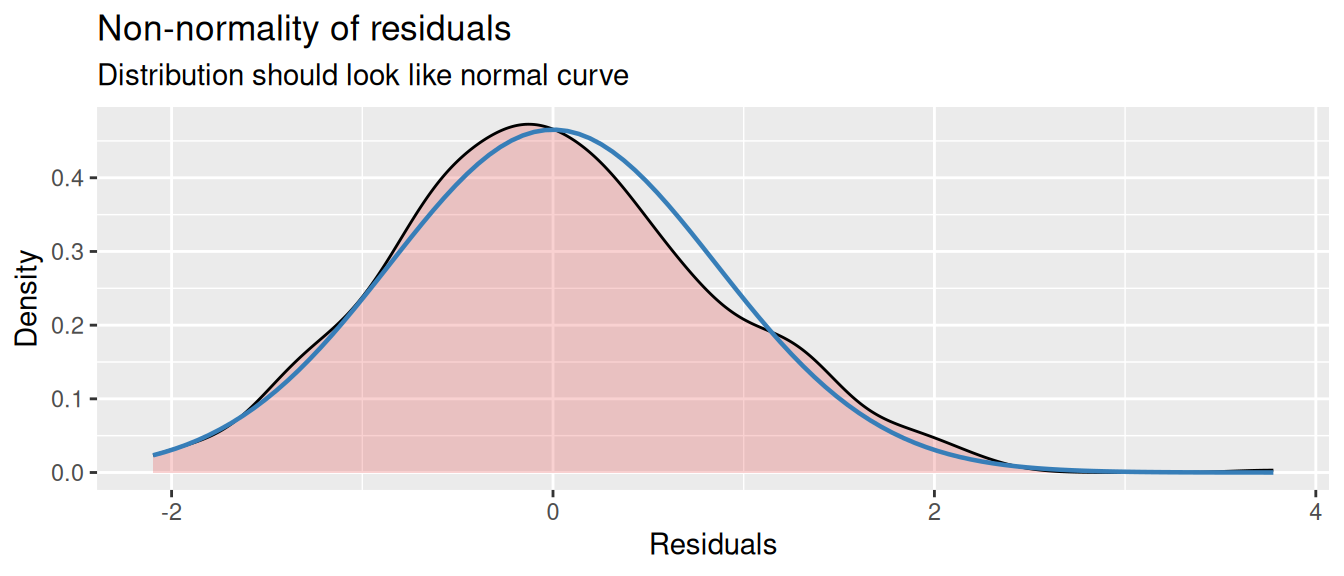 Non-normality of residuals
Distribution should look like normal curve
Density
0.4
0.3
0.2
0.1
0.0
-2 0 2 4
Residuals